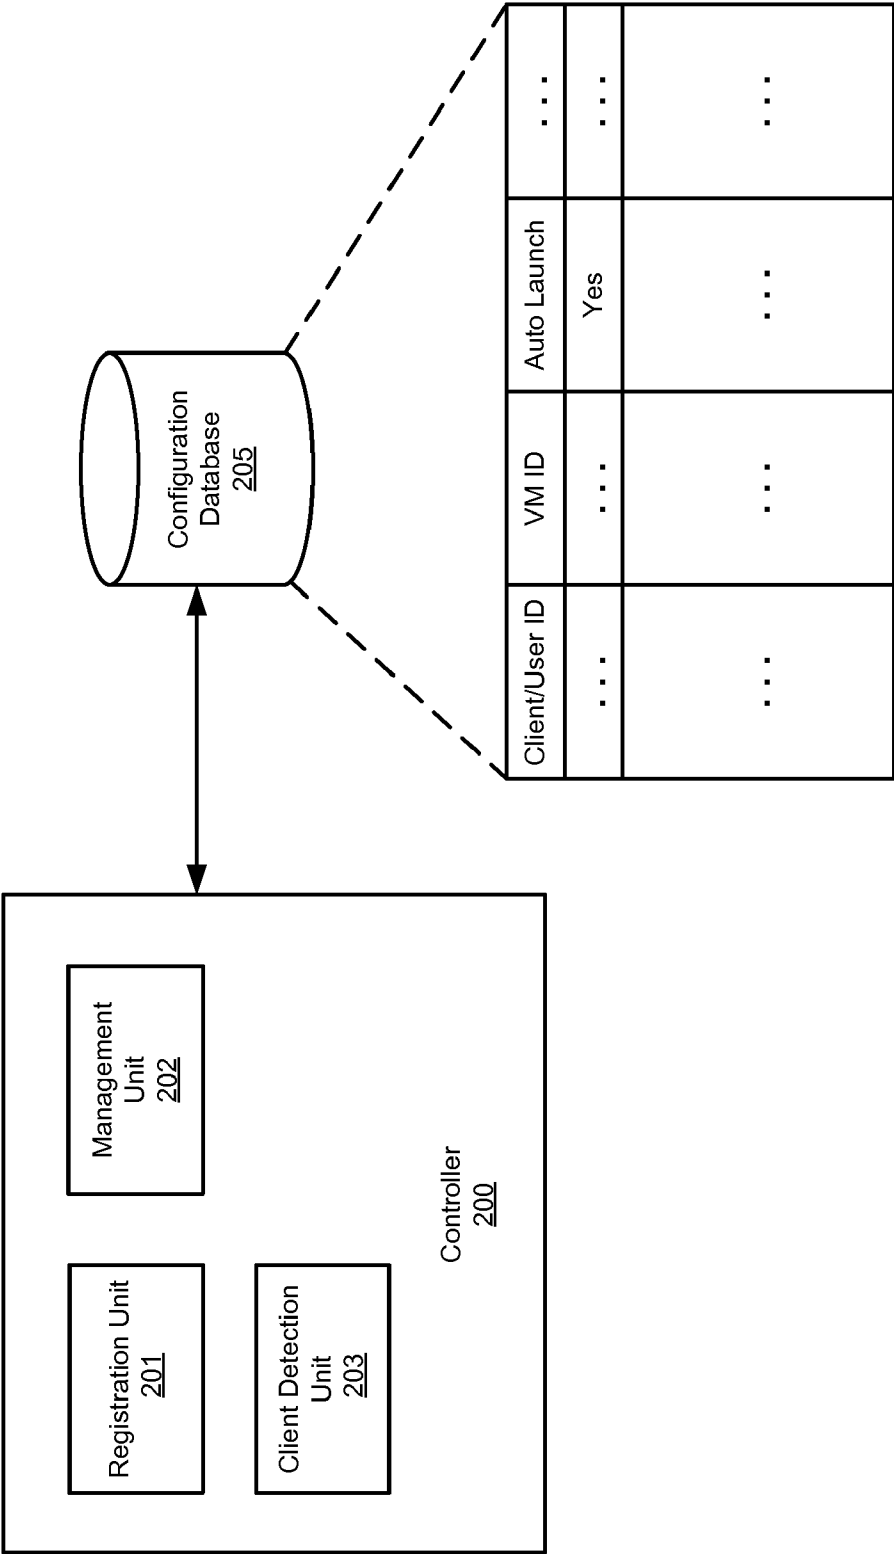 Registration Unit
201
Management
Unit
202
Client Detection
Unit
203
Controller
200
Configuration
Database
205
Client/User ID
VM ID
Auto Launch
. . .
. . .
. . .
Yes
. . .
. . .
. . .
. . .
. . .